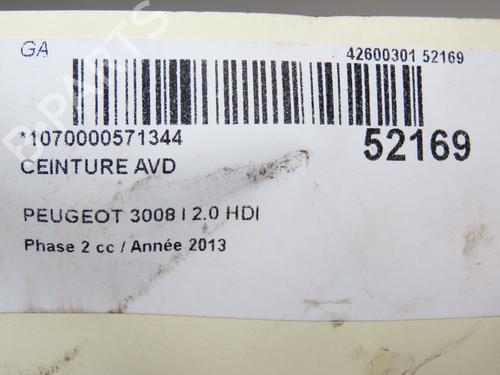 GA
42600301 52169
*1070000571344
52169
CEINTURE AVD
PEUGEOT 3008 I 2.0 HDI
Phase 2 cc / Année 2013